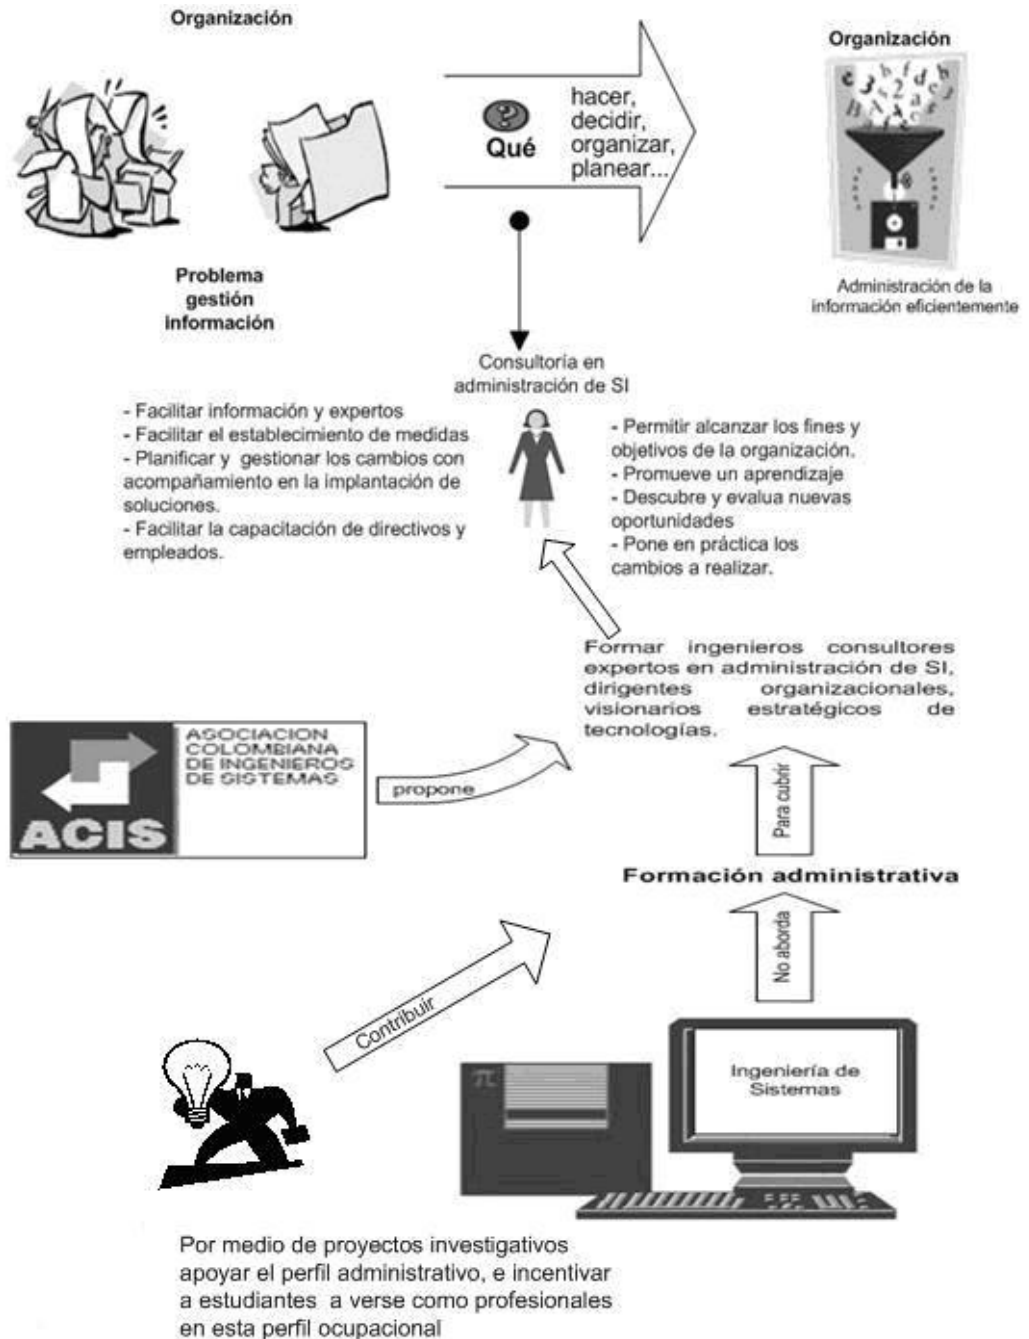 Organización
Organización
Qué
hacer,
decidir,
organizar,
planear...
Problema
gestión
información
Administración de la
información eficientemente
Consultoría en
administración de SI
- Facilitar información y expertos
- Facilitar el establecimiento de medidas
- Planificar y gestionar los cambios con
acompañamiento en la implantación de
soluciones.
- Facilitar la capacitación de directivos y
empleados.
- Permitir alcanzar los fines y
objetivos de la organización.
- Promueve un aprendizaje
- Descubre y evalua nuevas
oportunidades
- Pone en práctica los
cambios a realizar.
Formar ingenieros consultores
expertos en administración de SI,
dirigentes organizacionales,
visionarios estratégicos de
tecnologías.
ASOCIACION
COLOMBIANA
DE INGENIEROS
DE SISTEMAS
ACIS
propone
Para cubrir
Formación administrativa
No aborda
Contribuir
Ingeniería de
Sistemas
π
Por medio de proyectos investigativos
apoyar el perfil administrativo, e incentivar
a estudiantes a verse como profesionales
en esta perfil ocupacional